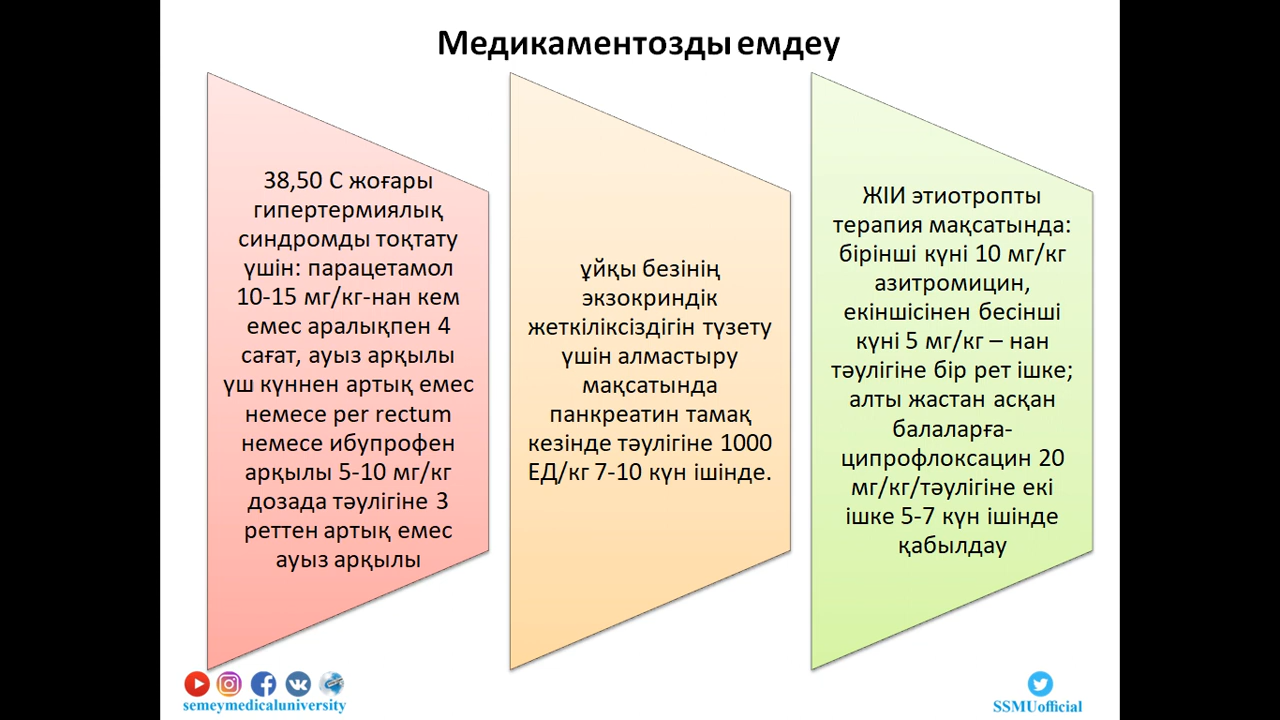 Медикаментозды емдеу
38,50 С жоғары
гипертермиялық
синдромды тоқтату
үшін: парацетамол
10-15 мг/кг-нан кем
емес аралықпен 4
сағат, ауыз арқылы
үш күннен артық емес
немесе per rectum
немесе ибупрофен
арқылы 5-10 мг/кг
дозада тәулігіне 3
реттен артық емес
ауыз арқылы
ұйқы безінің
экзокриндік
жеткіліксіздігін түзету
үшін алмастыру
мақсатында
панкреатин тамақ
кезінде тәулігіне 1000
ЕД/кг 7-10 күн ішінде.
ЖІИ этиотропты
терапия мақсатында:
бірінші күні 10 мг/кг
азитромицин,
екіншісінен бесінші
күні 5 мг/кг – нан
тәулігіне бір рет ішке;
алты жастан асқан
балаларға-
ципрофлоксацин 20
мг/кг/тәулігіне екі
ішке 5-7 күн ішінде
қабылдау
semeymedicaluniversity
SSMUofficial